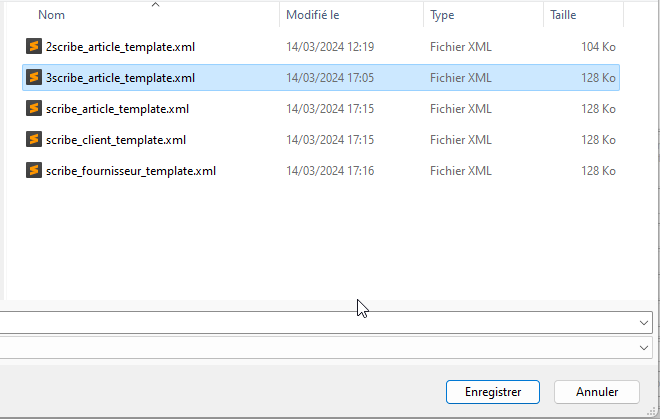 Nom Modifié le Type Taille
2scribe_article_template.xml 14/03/2024 12:19 Fichier XML 104 Ko
3scribe_article_template.xml 14/03/2024 17:05 Fichier XML 128 Ko
scribe_article_template.xml 14/03/2024 17:15 Fichier XML 128 Ko
scribe_client_template.xml 14/03/2024 17:15 Fichier XML 128 Ko
scribe_fournisseur_template.xml 14/03/2024 17:16 Fichier XML 128 Ko
Enregistrer Annuler